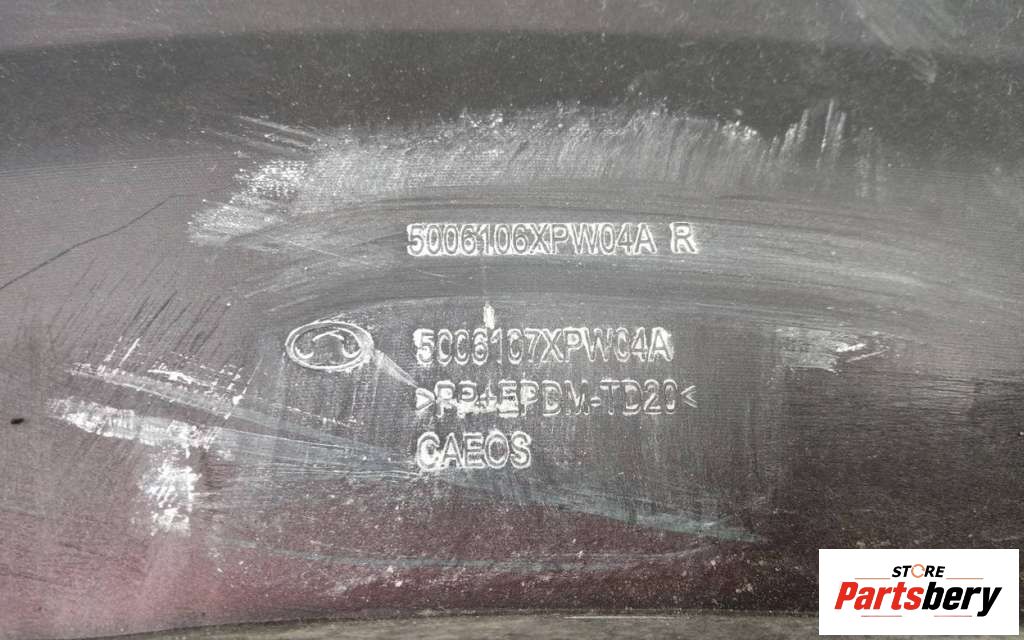 5006106XPW04A R
5006107XPW04A
>PP+EPDM-TD20<
CAEOS
STORE
Partsbery